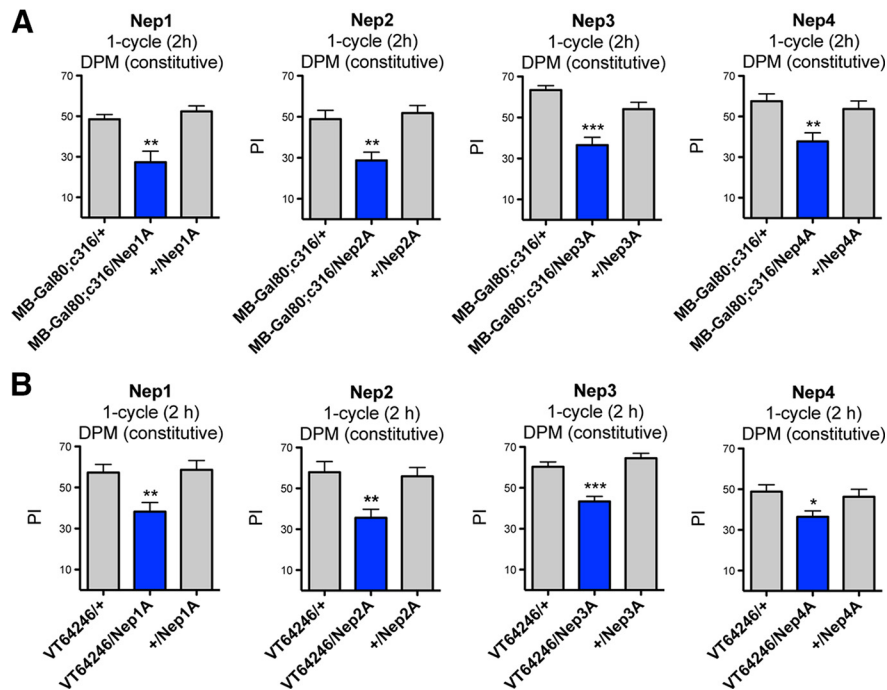 A
Nep1
1-cycle (2h)
DPM (constitutive)
70
50
30
10
**
MB-Gal80;c316/+
MB-Gal80;c316/Nep1A
+/Nep1A
Nep2
1-cycle (2h)
DPM (constitutive)
PI
70
50
30
10
**
MB-Gal80;c316/+
MB-Gal80;c316/Nep2A
+/Nep2A
Nep3
1-cycle (2h)
DPM (constitutive)
PI
70
50
30
10
***
MB-Gal80;c316/+
MB-Gal80;c316/Nep3A
+/Nep3A
Nep4
1-cycle (2h)
DPM (constitutive)
PI
70
50
30
10
**
MB-Gal80;c316/+
MB-Gal80;c316/Nep4A
+/Nep4A
B
Nep1
1-cycle (2 h)
DPM (constitutive)
PI
70
50
30
10
**
VT64246/+
VT64246/Nep1A
+/Nep1A
Nep2
1-cycle (2 h)
DPM (constitutive)
PI
70
50
30
10
**
VT64246/+
VT64246/Nep2A
+/Nep2A
Nep3
1-cycle (2 h)
DPM (constitutive)
PI
70
50
30
10
***
VT64246/+
VT64246/Nep3A
+/Nep3A
Nep4
1-cycle (2 h)
DPM (constitutive)
PI
70
50
30
10
*
VT64246/+
VT64246/Nep4A
+/Nep4A